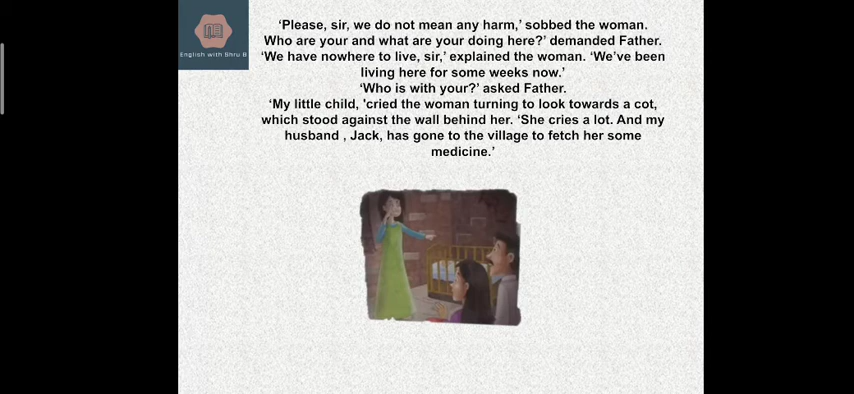 English with Shru B
‘Please, sir, we do not mean any harm,’ sobbed the woman.
Who are your and what are your doing here?’ demanded Father.
‘We have nowhere to live, sir,’ explained the woman. ‘We’ve been
living here for some weeks now.’
‘Who is with your?’ asked Father.
‘My little child, 'cried the woman turning to look towards a cot,
which stood against the wall behind her. ‘She cries a lot. And my
husband , Jack, has gone to the village to fetch her some
medicine.’